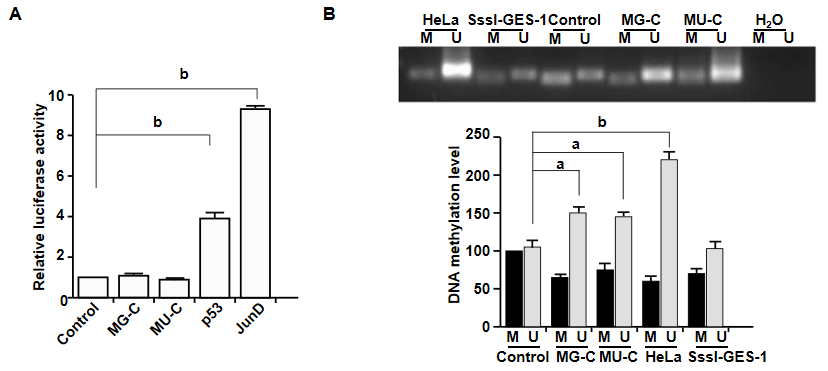 A
Relative luciferase activity
10
8
6
4
2
0
b
b
Control
MG-C
MU-C
p53
JunD
B
HeLa SssI-GES-1 Control MG-C MU-C H₂O
M U M U M U M U M U M U
DNA methylation level
250
200
150
100
50
0
b
a
a
M U M U M U M U M U
Control MG-C MU-C HeLa SssI-GES-1